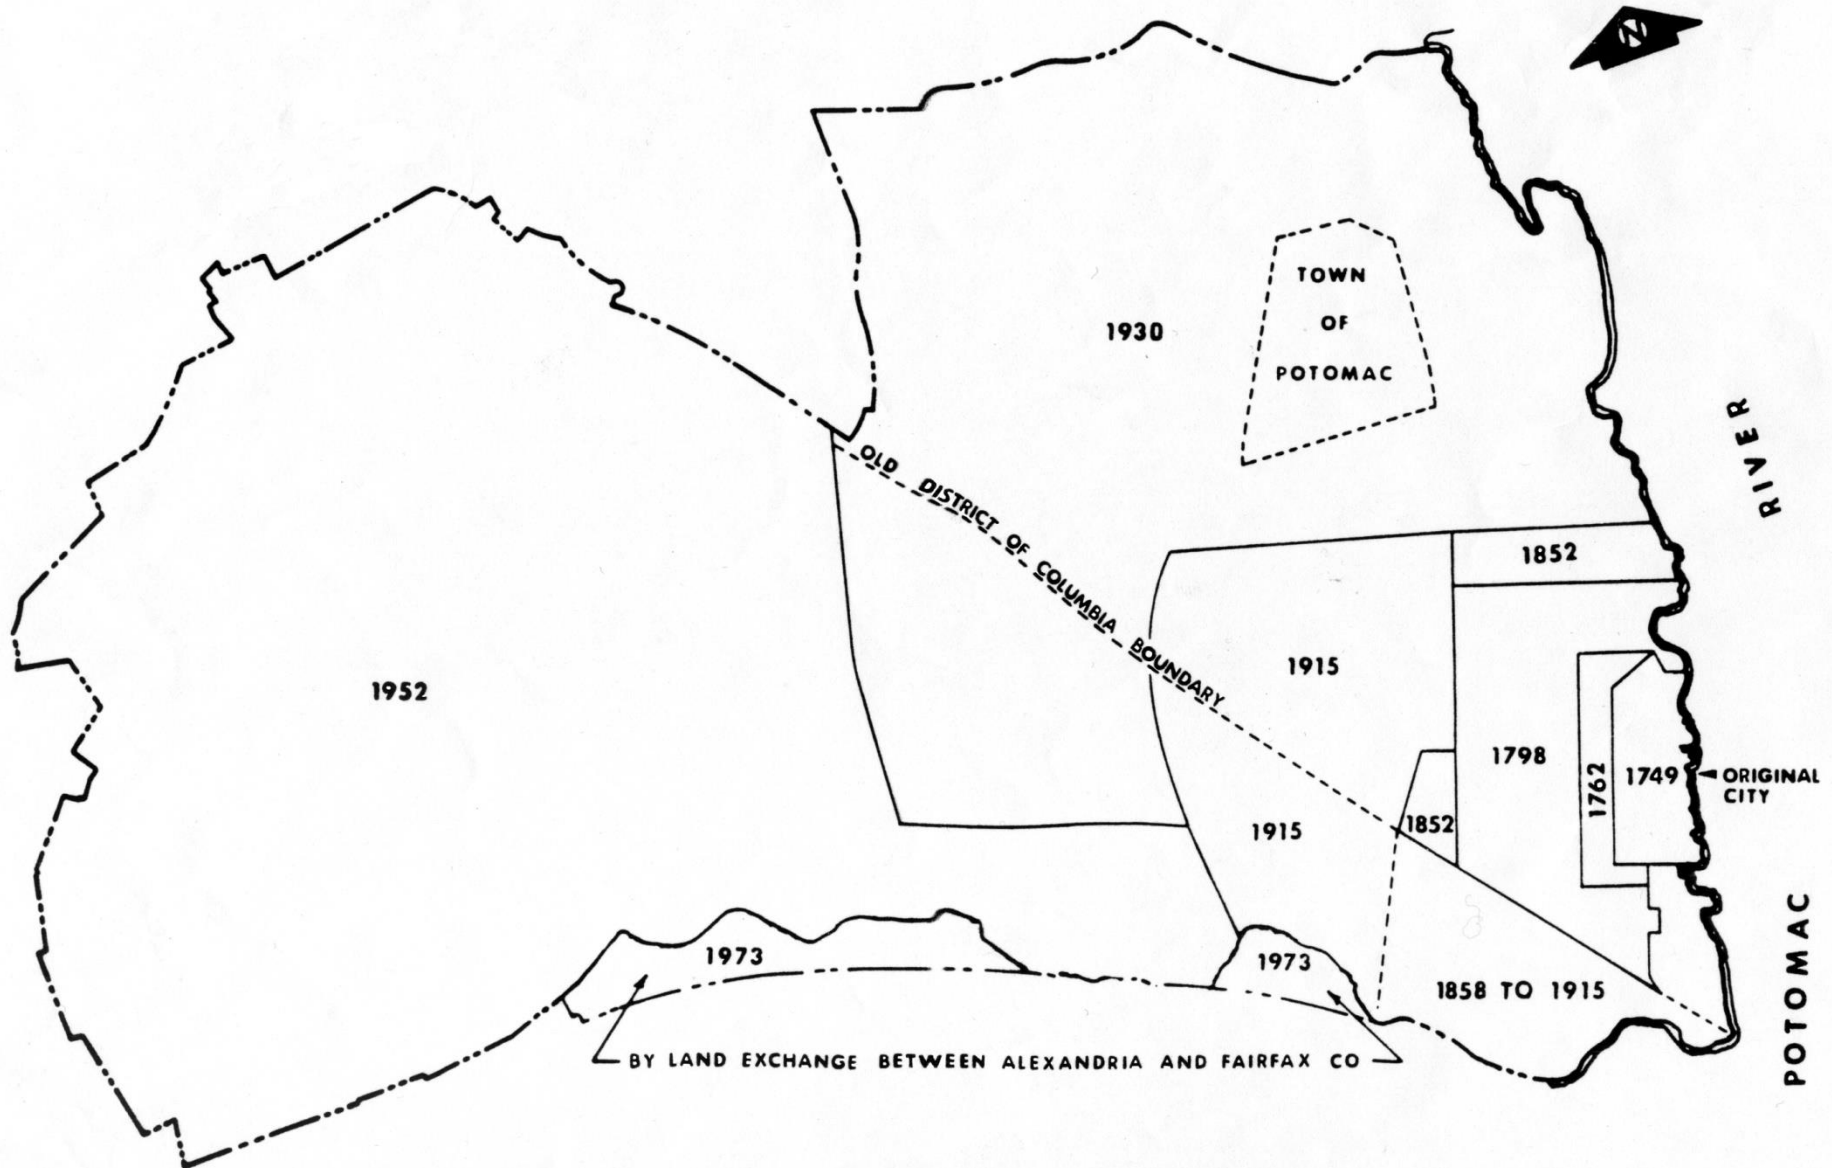 N
TOWN
OF
POTOMAC
1930
RIVER
OLD DISTRICT OF COLUMBIA BOUNDARY
1852
1915
1952
1798
1762
1749
ORIGINAL
CITY
1915
1852
1973
1973
1858 TO 1915
POTOMAC
BY LAND EXCHANGE BETWEEN ALEXANDRIA AND FAIRFAX CO